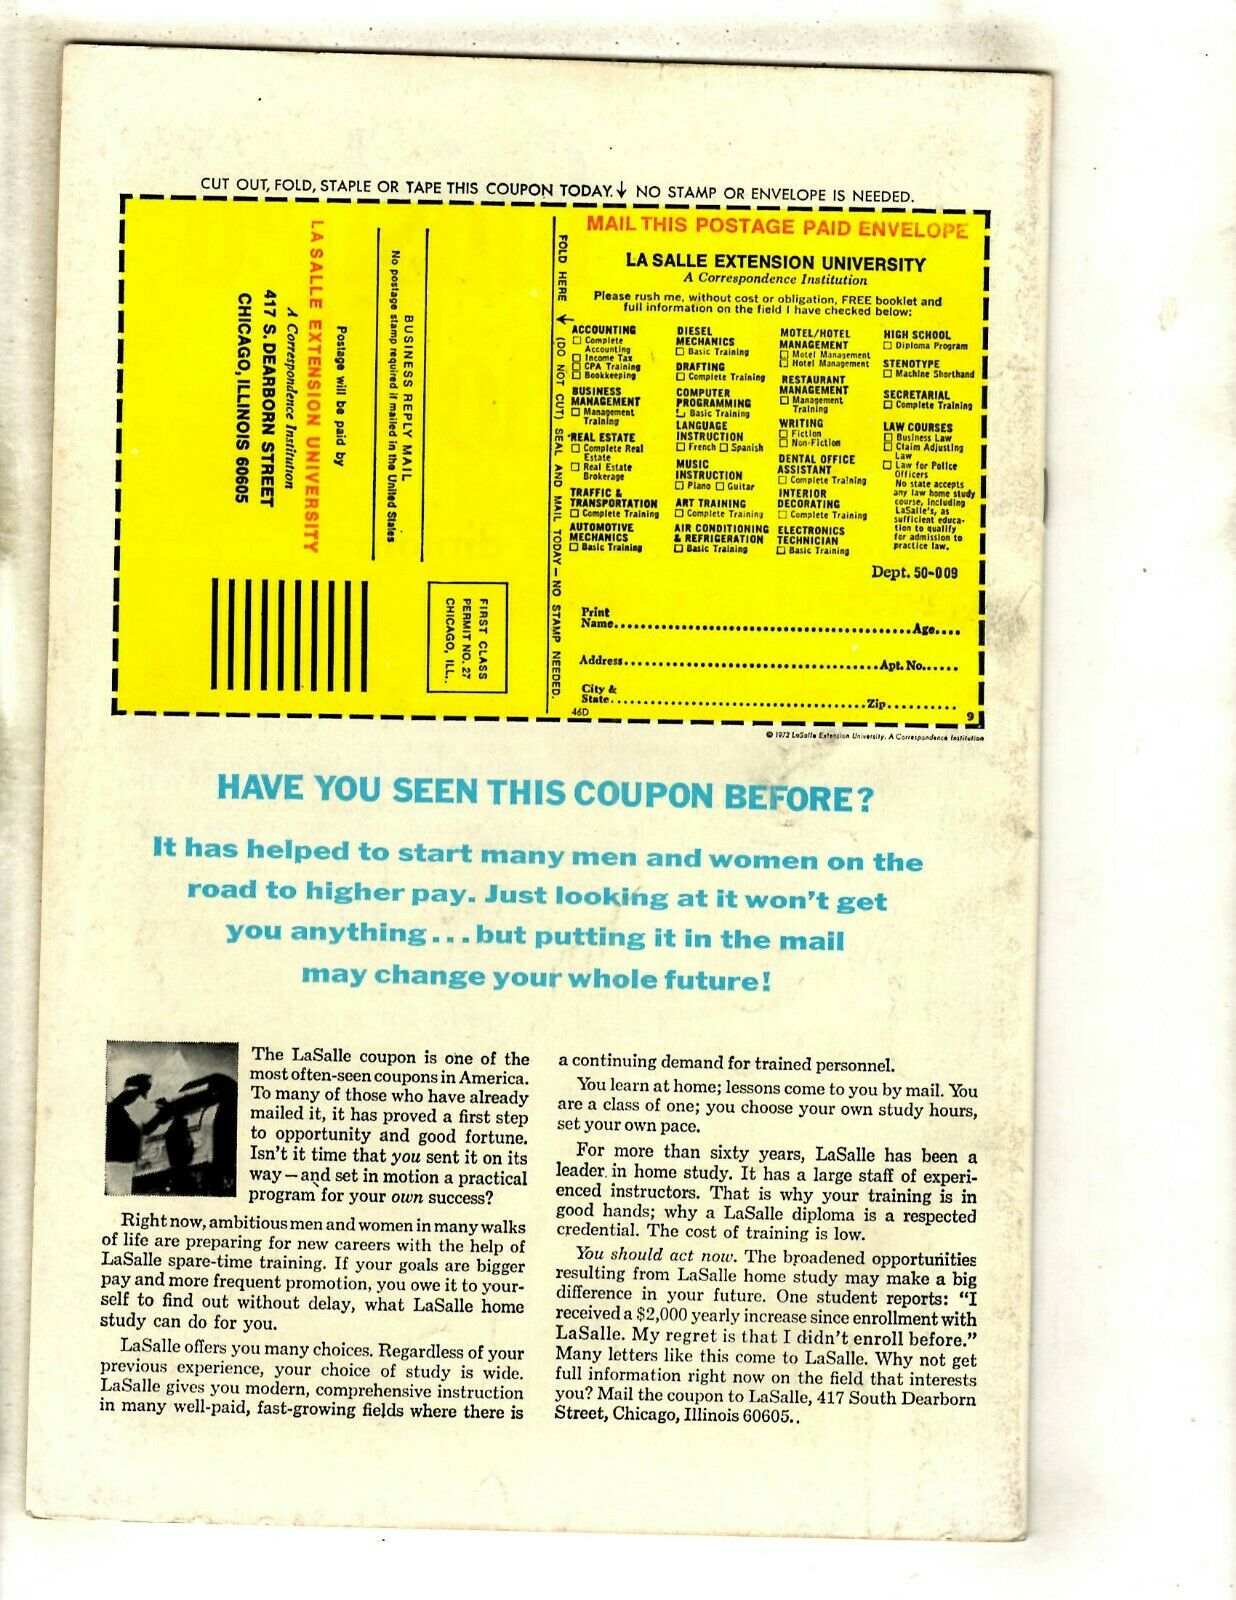 CUT OUT, FOLD, STAPLE OR TAPE THIS COUPON TODAY. ↓ NO STAMP OR ENVELOPE IS NEEDED.
LA SALLE EXTENSION UNIVERSITY
A Correspondence Institution
417 S. DEARBORN STREET
CHICAGO, ILLINOIS 60605
Postage will be paid by
No postage stamp required if mailed in the United States
BUSINESS REPLY MAIL
FIRST CLASS
PERMIT NO. 27
CHICAGO, ILL..
FOLD HERE → (DO NOT CUT) SEAL AND MAIL TODAY — NO STAMP NEEDED.
MAIL THIS POSTAGE PAID ENVELOPE
LA SALLE EXTENSION UNIVERSITY
A Correspondence Institution
Please rush me, without cost or obligation, FREE booklet and
full information on the field I have checked below:
ACCOUNTING
☐ Complete
Accounting
☐ Income Tax
☐ CPA Training
☐ Bookkeeping
BUSINESS
MANAGEMENT
☐ Management
Training
REAL ESTATE
☐ Complete Real
Estate
☐ Real Estate
Brokerage
TRAFFIC &
TRANSPORTATION
☐ Complete Training
AUTOMOTIVE
MECHANICS
☐ Basic Training
DIESEL
MECHANICS
☐ Basic Training
DRAFTING
☐ Complete Training
COMPUTER
PROGRAMMING
☐ Basic Training
LANGUAGE
INSTRUCTION
☐ French ☐ Spanish
MUSIC
INSTRUCTION
☐ Piano ☐ Guitar
ART TRAINING
☐ Complete Training
AIR CONDITIONING
& REFRIGERATION
☐ Basic Training
MOTEL/HOTEL
MANAGEMENT
☐ Motel Management
☐ Hotel Management
RESTAURANT
MANAGEMENT
☐ Management
Training
WRITING
☐ Fiction
☐ Non-Fiction
DENTAL OFFICE
ASSISTANT
☐ Complete Training
INTERIOR
DECORATING
☐ Complete Training
ELECTRONICS
TECHNICIAN
☐ Basic Training
HIGH SCHOOL
☐ Diploma Program
STENOTYPE
☐ Machine Shorthand
SECRETARIAL
☐ Complete Training
LAW COURSES
☐ Business Law
☐ Claim Adjusting
Law
☐ Law for Police
Officers
No state accepts
any law home study
course, including
LaSalle's, as
sufficient educa-
tion to qualify
for admission to
practice law.
Dept. 50-009
Print
Name........................................Age....
Address......................................Apt. No......
City &
State......................................Zip..........
46D 9
© 1972 LaSalle Extension University. A Correspondence Institution
HAVE YOU SEEN THIS COUPON BEFORE?
It has helped to start many men and women on the
road to higher pay. Just looking at it won't get
you anything...but putting it in the mail
may change your whole future!
The LaSalle coupon is one of the
most often-seen coupons in America.
To many of those who have already
mailed it, it has proved a first step
to opportunity and good fortune.
Isn't it time that you sent it on its
way—and set in motion a practical
program for your own success?
Right now, ambitious men and women in many walks
of life are preparing for new careers with the help of
LaSalle spare-time training. If your goals are bigger
pay and more frequent promotion, you owe it to your-
self to find out without delay, what LaSalle home
study can do for you.
LaSalle offers you many choices. Regardless of your
previous experience, your choice of study is wide.
LaSalle gives you modern, comprehensive instruction
in many well-paid, fast-growing fields where there is
a continuing demand for trained personnel.
You learn at home; lessons come to you by mail. You
are a class of one; you choose your own study hours,
set your own pace.
For more than sixty years, LaSalle has been a
leader in home study. It has a large staff of experi-
enced instructors. That is why your training is in
good hands; why a LaSalle diploma is a respected
credential. The cost of training is low.
You should act now. The broadened opportunities
resulting from LaSalle home study may make a big
difference in your future. One student reports: "I
received a $2,000 yearly increase since enrollment with
LaSalle. My regret is that I didn't enroll before."
Many letters like this come to LaSalle. Why not get
full information right now on the field that interests
you? Mail the coupon to LaSalle, 417 South Dearborn
Street, Chicago, Illinois 60605..